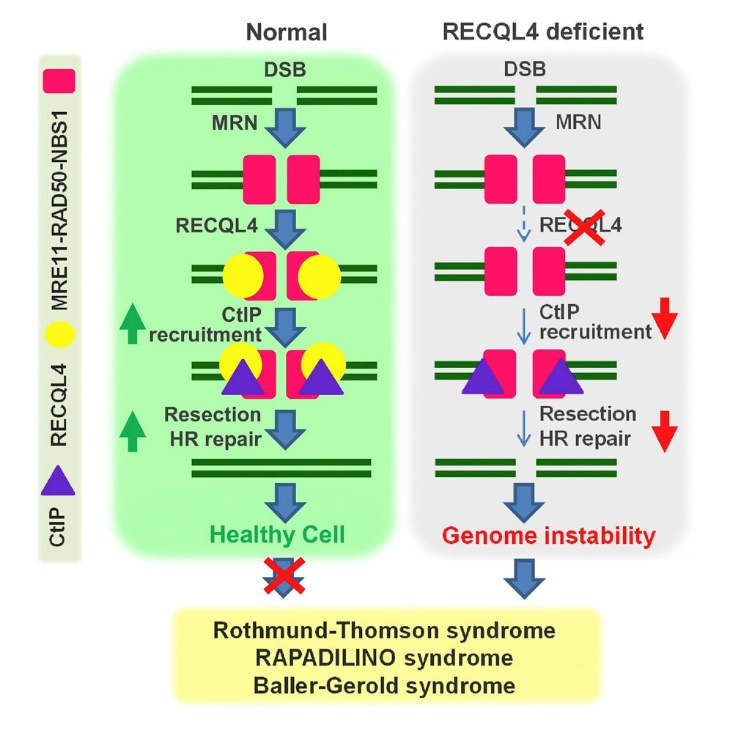 Normal
RECQL4 deficient
MRE11-RAD50-NBS1
RECQL4
CtIP
DSB
MRN
RECQL4
CtIP
recruitment
Resection
HR repair
Healthy Cell
DSB
MRN
RECQL4
CtIP
recruitment
Resection
HR repair
Genome instability
Rothmund-Thomson syndrome
RAPADILINO syndrome
Baller-Gerold syndrome